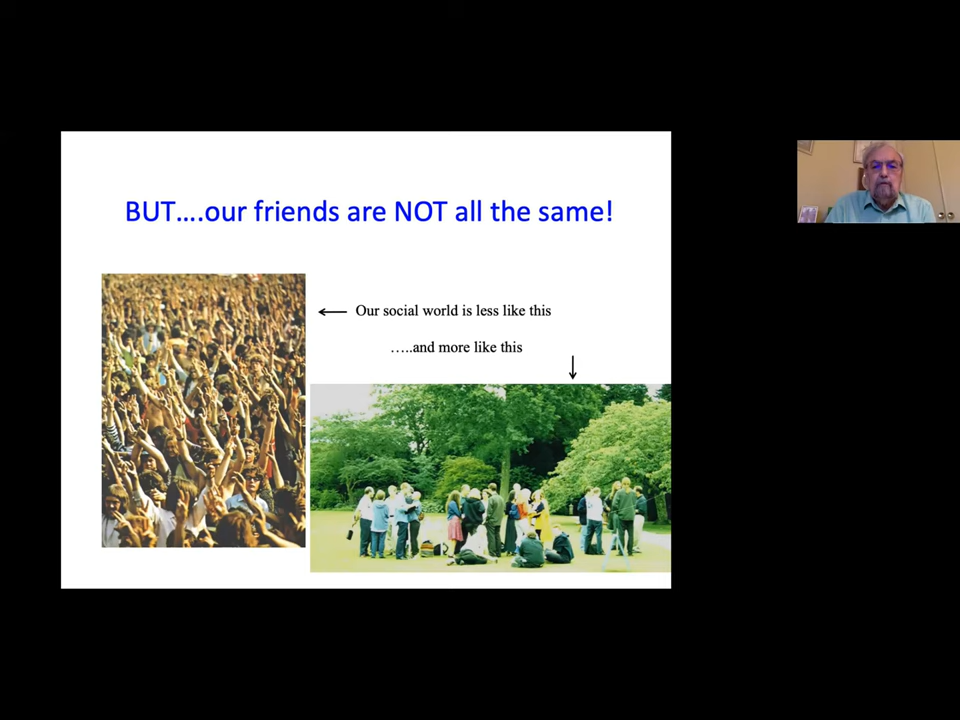 BUT….our friends are NOT all the same!
Our social world is less like this
…..and more like this